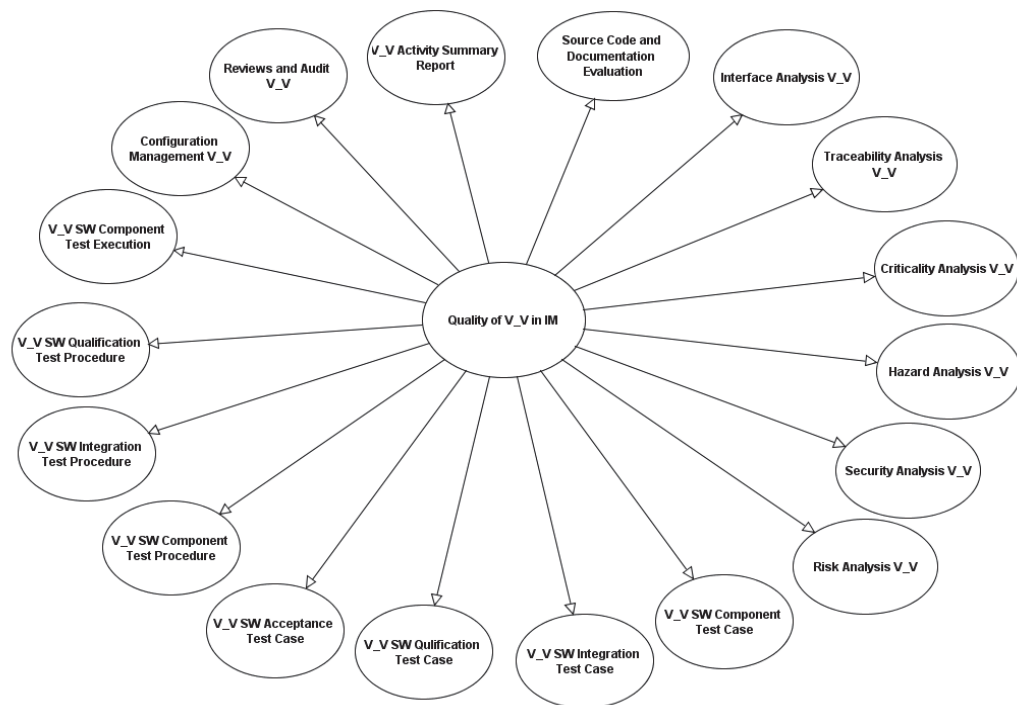 V_V Activity Summary
Report
Source Code and
Documentation
Evaluation
Reviews and Audit
V_V
Interface Analysis V_V
Configuration
Management V_V
Traceability Analysis
V_V
V_V SW Component
Test Execution
Criticality Analysis V_V
Quality of V_V in IM
V_V SW Qualification
Test Procedure
Hazard Analysis V_V
V_V SW Integration
Test Procedure
Security Analysis V_V
V_V SW Component
Test Procedure
Risk Analysis V_V
V_V SW Acceptance
Test Case
V_V SW Qulification
Test Case
V_V SW Integration
Test Case
V_V SW Component
Test Case